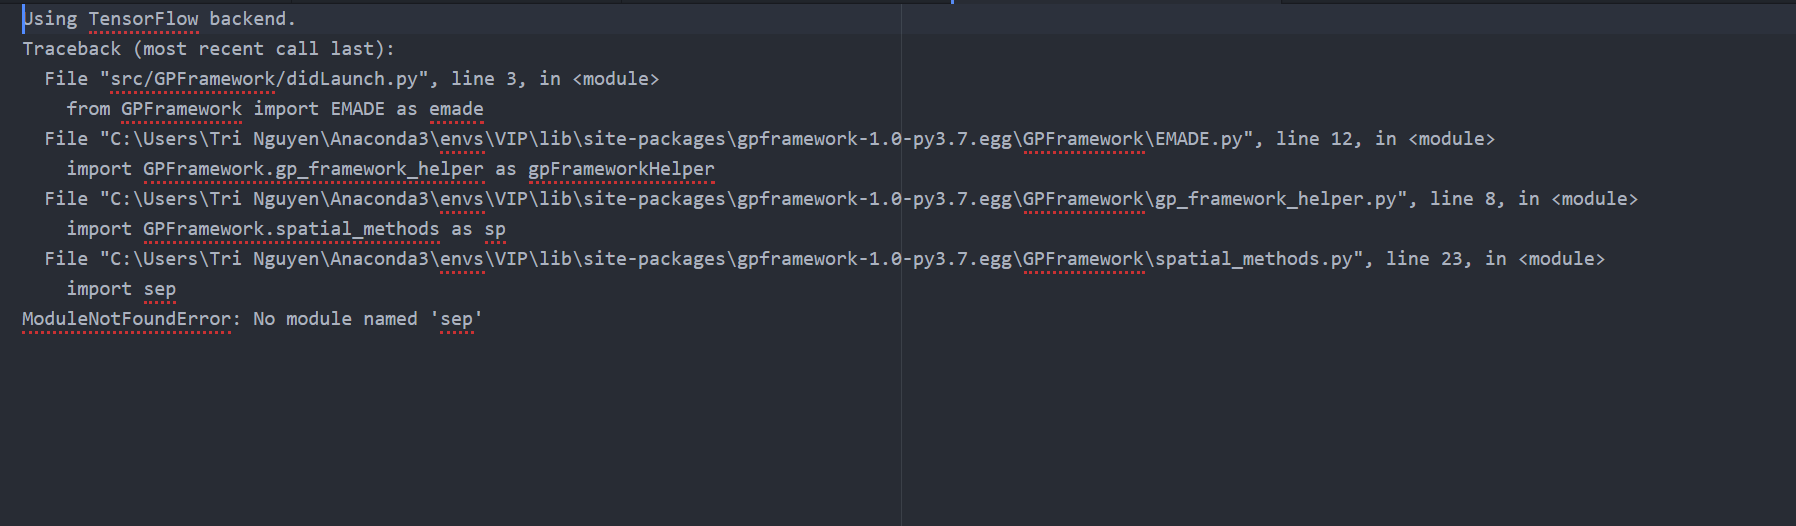 Using TensorFlow backend.
Traceback (most recent call last):
  File "src/GPFramework/didLaunch.py", line 3, in <module>
    from GPFramework import EMADE as emade
  File "C:\Users\Tri Nguyen\Anaconda3\envs\VIP\lib\site-packages\gpframework-1.0-py3.7.egg\GPFramework\EMADE.py", line 12, in <module>
    import GPFramework.gp_framework_helper as gpFrameworkHelper
  File "C:\Users\Tri Nguyen\Anaconda3\envs\VIP\lib\site-packages\gpframework-1.0-py3.7.egg\GPFramework\gp_framework_helper.py", line 8, in <module>
    import GPFramework.spatial_methods as sp
  File "C:\Users\Tri Nguyen\Anaconda3\envs\VIP\lib\site-packages\gpframework-1.0-py3.7.egg\GPFramework\spatial_methods.py", line 23, in <module>
    import sep
ModuleNotFoundError: No module named 'sep'